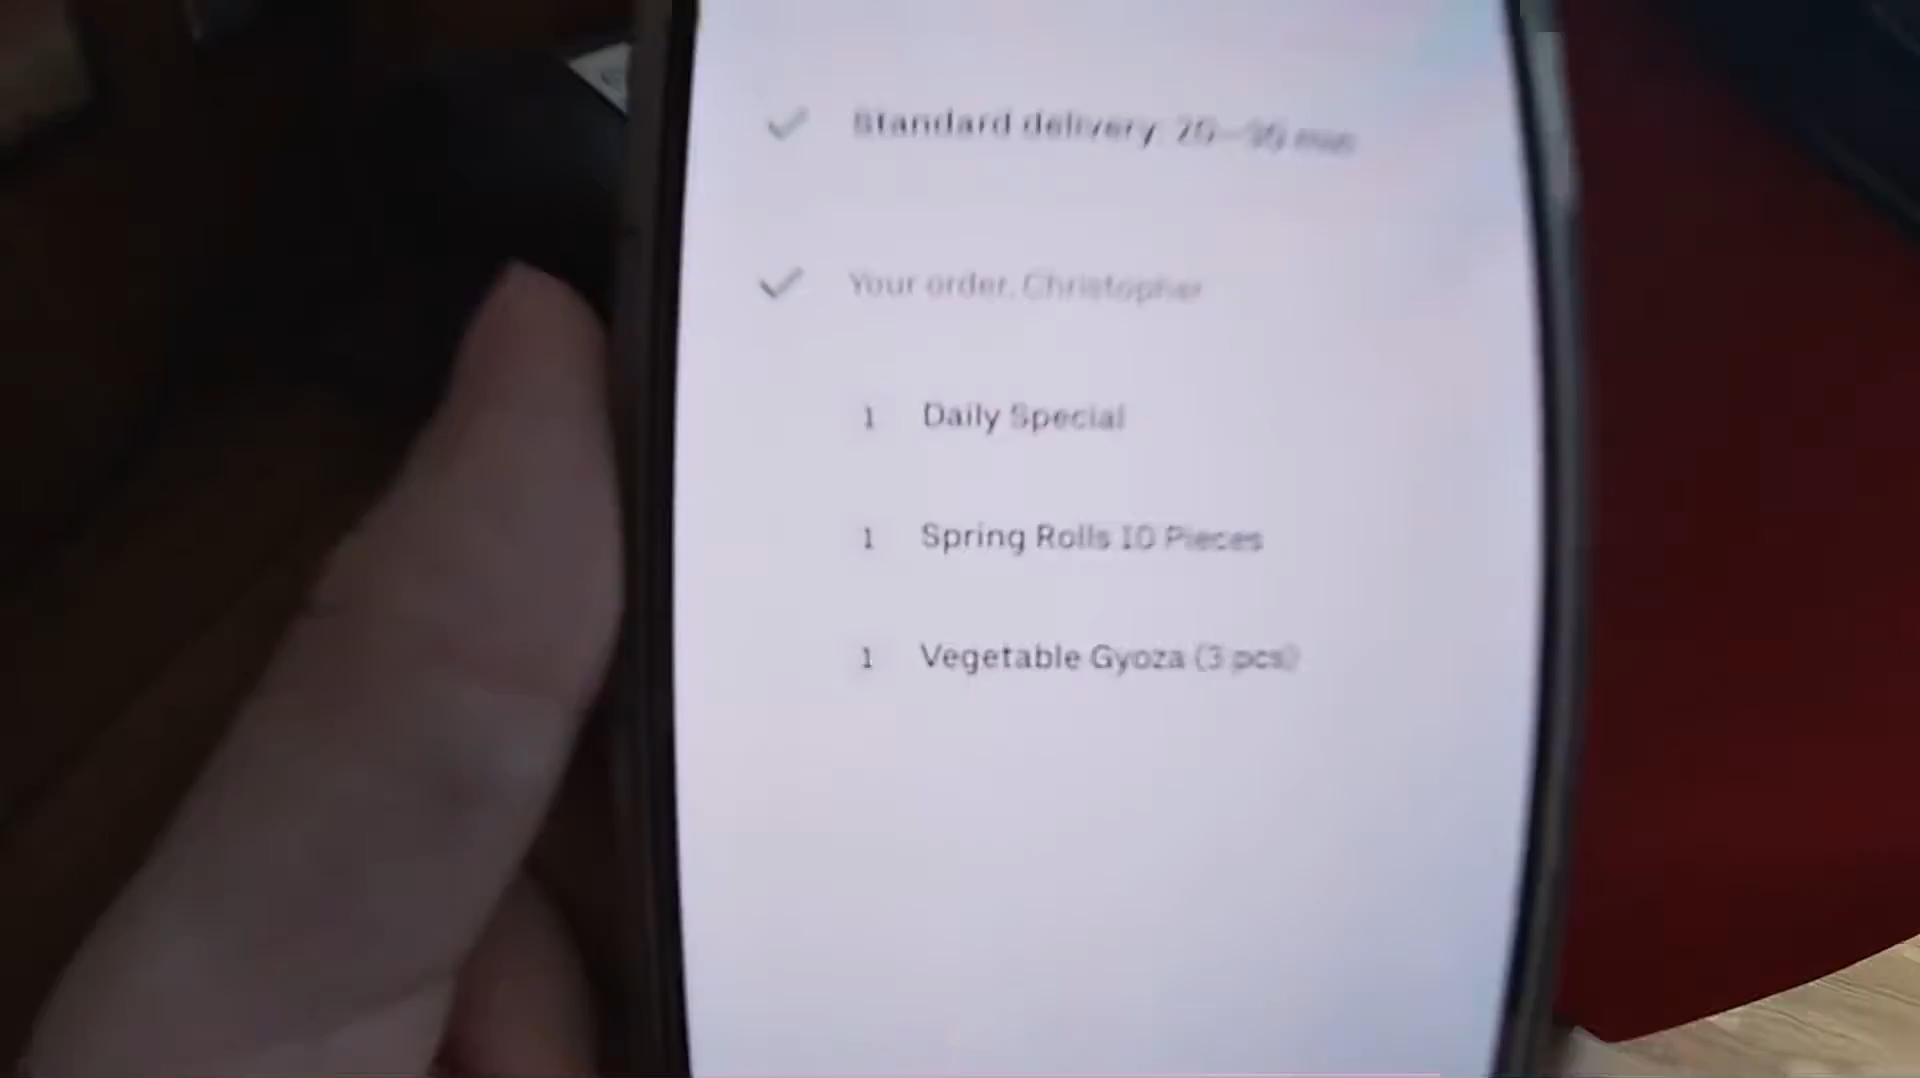 Standard delivery
Your order, Christopher
1 Daily Special
1 Spring Rolls 10 Pieces
1 Vegetable Gyoza (3 pcs)